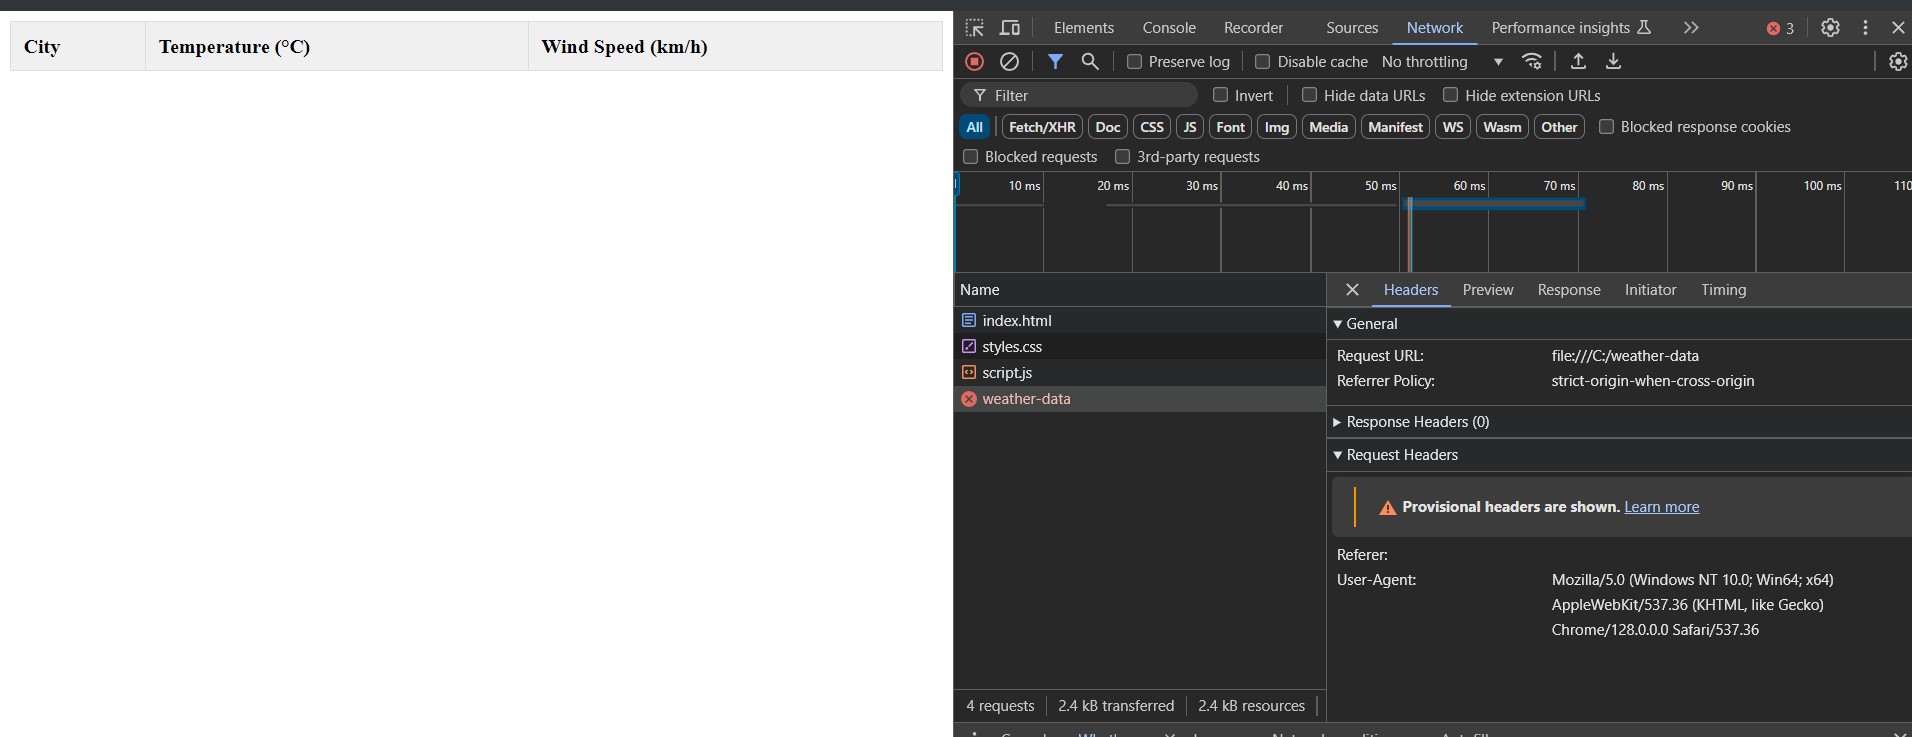 City Temperature (°C) Wind Speed (km/h)
Elements Console Recorder Sources Network Performance insights 3
Preserve log Disable cache No throttling
Filter Invert Hide data URLs Hide extension URLs
All Fetch/XHR Doc CSS JS Font Img Media Manifest WS Wasm Other Blocked response cookies
Blocked requests 3rd-party requests
10 ms 20 ms 30 ms 40 ms 50 ms 60 ms 70 ms 80 ms 90 ms 100 ms 110
Name
index.html
styles.css
script.js
weather-data
4 requests 2.4 kB transferred 2.4 kB resources
Headers Preview Response Initiator Timing
General
Request URL: file:///C:/weather-data
Referrer Policy: strict-origin-when-cross-origin
Response Headers (0)
Request Headers
Provisional headers are shown. Learn more
Referer:
User-Agent: Mozilla/5.0 (Windows NT 10.0; Win64; x64)
AppleWebKit/537.36 (KHTML, like Gecko)
Chrome/128.0.0.0 Safari/537.36